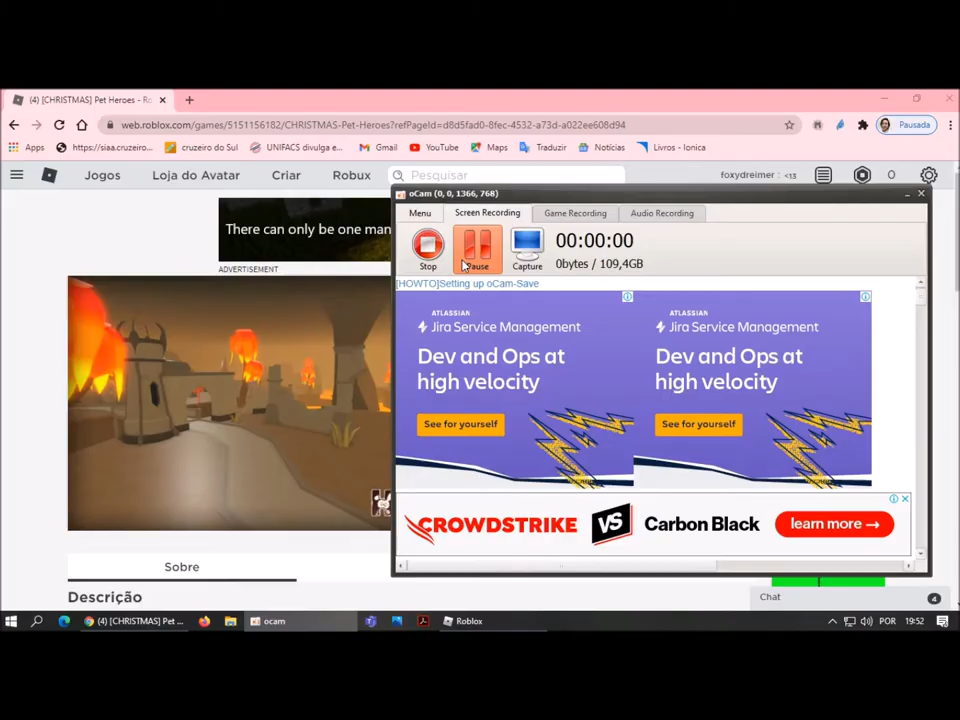 (4) [CHRISTMAS] Pet Heroes - Ro
web.roblox.com/games/5151156182/CHRISTMAS-Pet-Heroes?refPageId=d8d5fad0-8fec-4532-a73d-a022ee608d94
Pausada
Apps
https://siaa.cruzeiro...
cruzeiro do Sul
UNIFACS divulga e...
Gmail
YouTube
Maps
Traduzir
Notícias
Livros - Ionica
Jogos
Loja do Avatar
Criar
Robux
Pesquisar
foxydreimer : <13
0
There can only be one man
ADVERTISEMENT
oCam (0, 0, 1366, 768)
Menu
Screen Recording
Game Recording
Audio Recording
Stop
Pause
Capture
00:00:00
0bytes / 109,4GB
[HOWTO]Setting up oCam-Save
ATLASSIAN
Jira Service Management
Dev and Ops at
high velocity
See for yourself
ATLASSIAN
Jira Service Management
Dev and Ops at
high velocity
See for yourself
CROWDSTRIKE
VS
Carbon Black
learn more →
Sobre
Descrição
Chat
4
(4) [CHRISTMAS] Pet ...
ocam
Roblox
POR
19:52